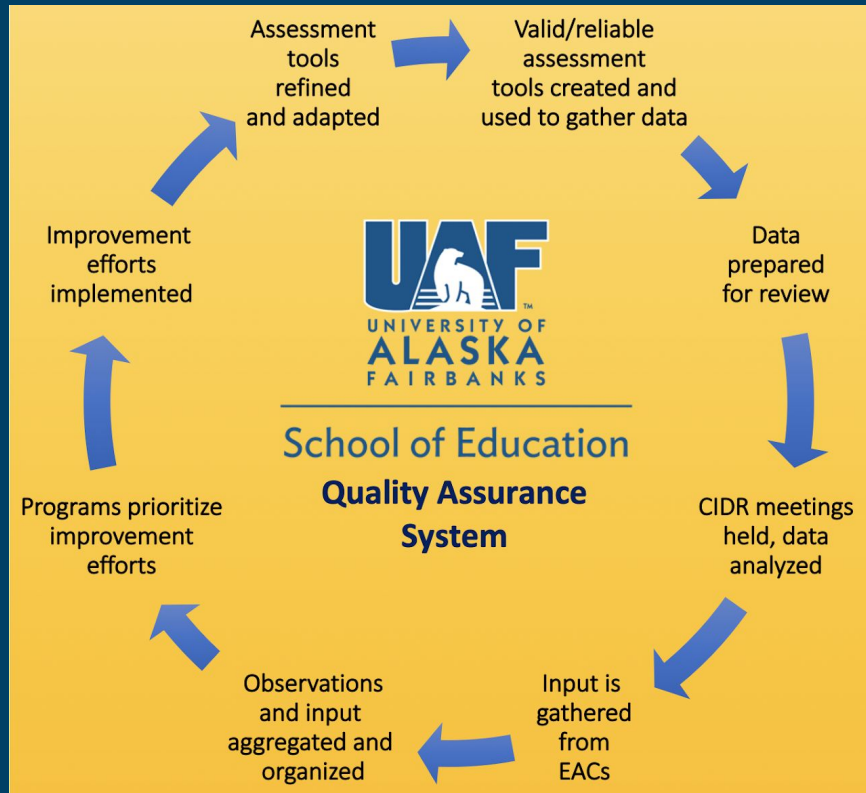 Assessment
tools
refined
and adapted
Valid/reliable
assessment
tools created and
used to gather data
Data
prepared
for review
CIDR meetings
held, data
analyzed
Input is
gathered
from
EACs
Observations
and input
aggregated and
organized
Programs prioritize
improvement
efforts
Improvement
efforts
implemented
UAF
TM
UNIVERSITY OF
ALASKA
FAIRBANKS
School of Education
Quality Assurance
System